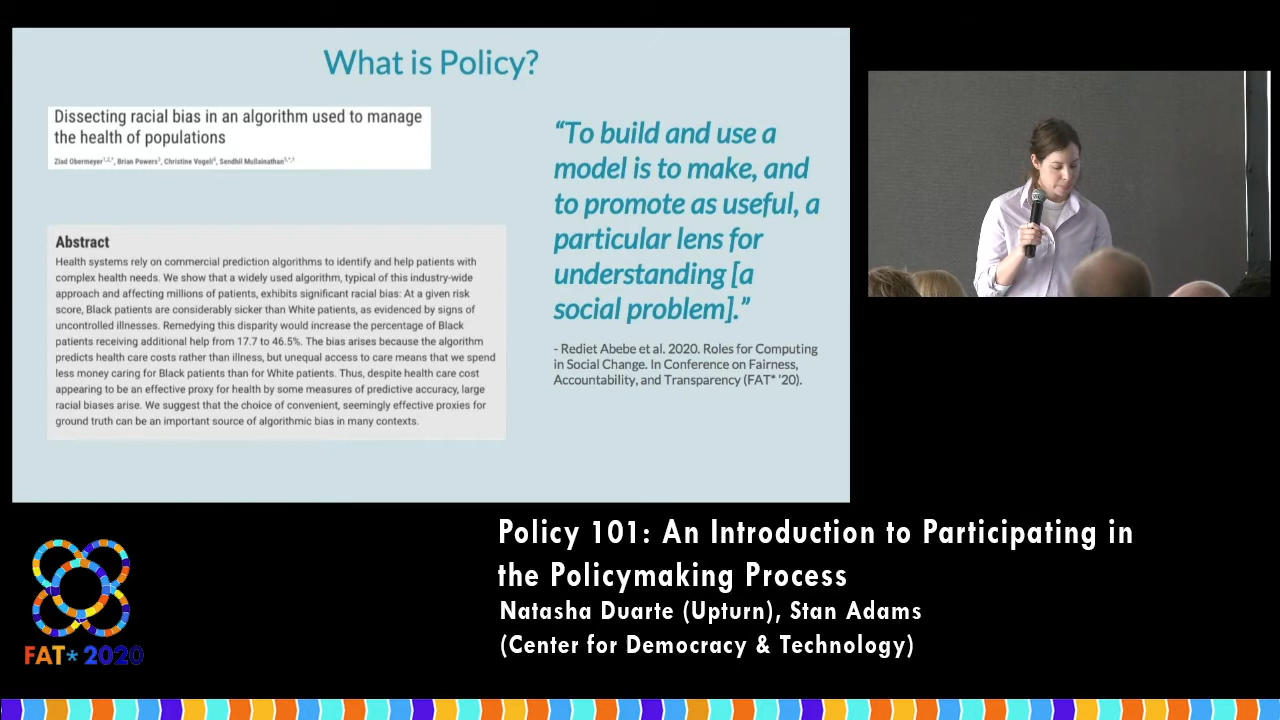 What is Policy?
Dissecting racial bias in an algorithm used to manage
the health of populations
Ziad Obermeyer1,2,*, Brian Powers3, Christine Vogeli4, Sendhil Mullainathan5,*,†
Abstract
Health systems rely on commercial prediction algorithms to identify and help patients with
complex health needs. We show that a widely used algorithm, typical of this industry-wide
approach and affecting millions of patients, exhibits significant racial bias: At a given risk
score, Black patients are considerably sicker than White patients, as evidenced by signs of
uncontrolled illnesses. Remedying this disparity would increase the percentage of Black
patients receiving additional help from 17.7 to 46.5%. The bias arises because the algorithm
predicts health care costs rather than illness, but unequal access to care means that we spend
less money caring for Black patients than for White patients. Thus, despite health care cost
appearing to be an effective proxy for health by some measures of predictive accuracy, large
racial biases arise. We suggest that the choice of convenient, seemingly effective proxies for
ground truth can be an important source of algorithmic bias in many contexts.
“To build and use a
model is to make, and
to promote as useful, a
particular lens for
understanding [a
social problem].”
- Rediet Abebe et al. 2020. Roles for Computing
in Social Change. In Conference on Fairness,
Accountability, and Transparency (FAT* '20).
Policy 101: An Introduction to Participating in
the Policymaking Process
Natasha Duarte (Upturn), Stan Adams
(Center for Democracy & Technology)
FAT* 2020